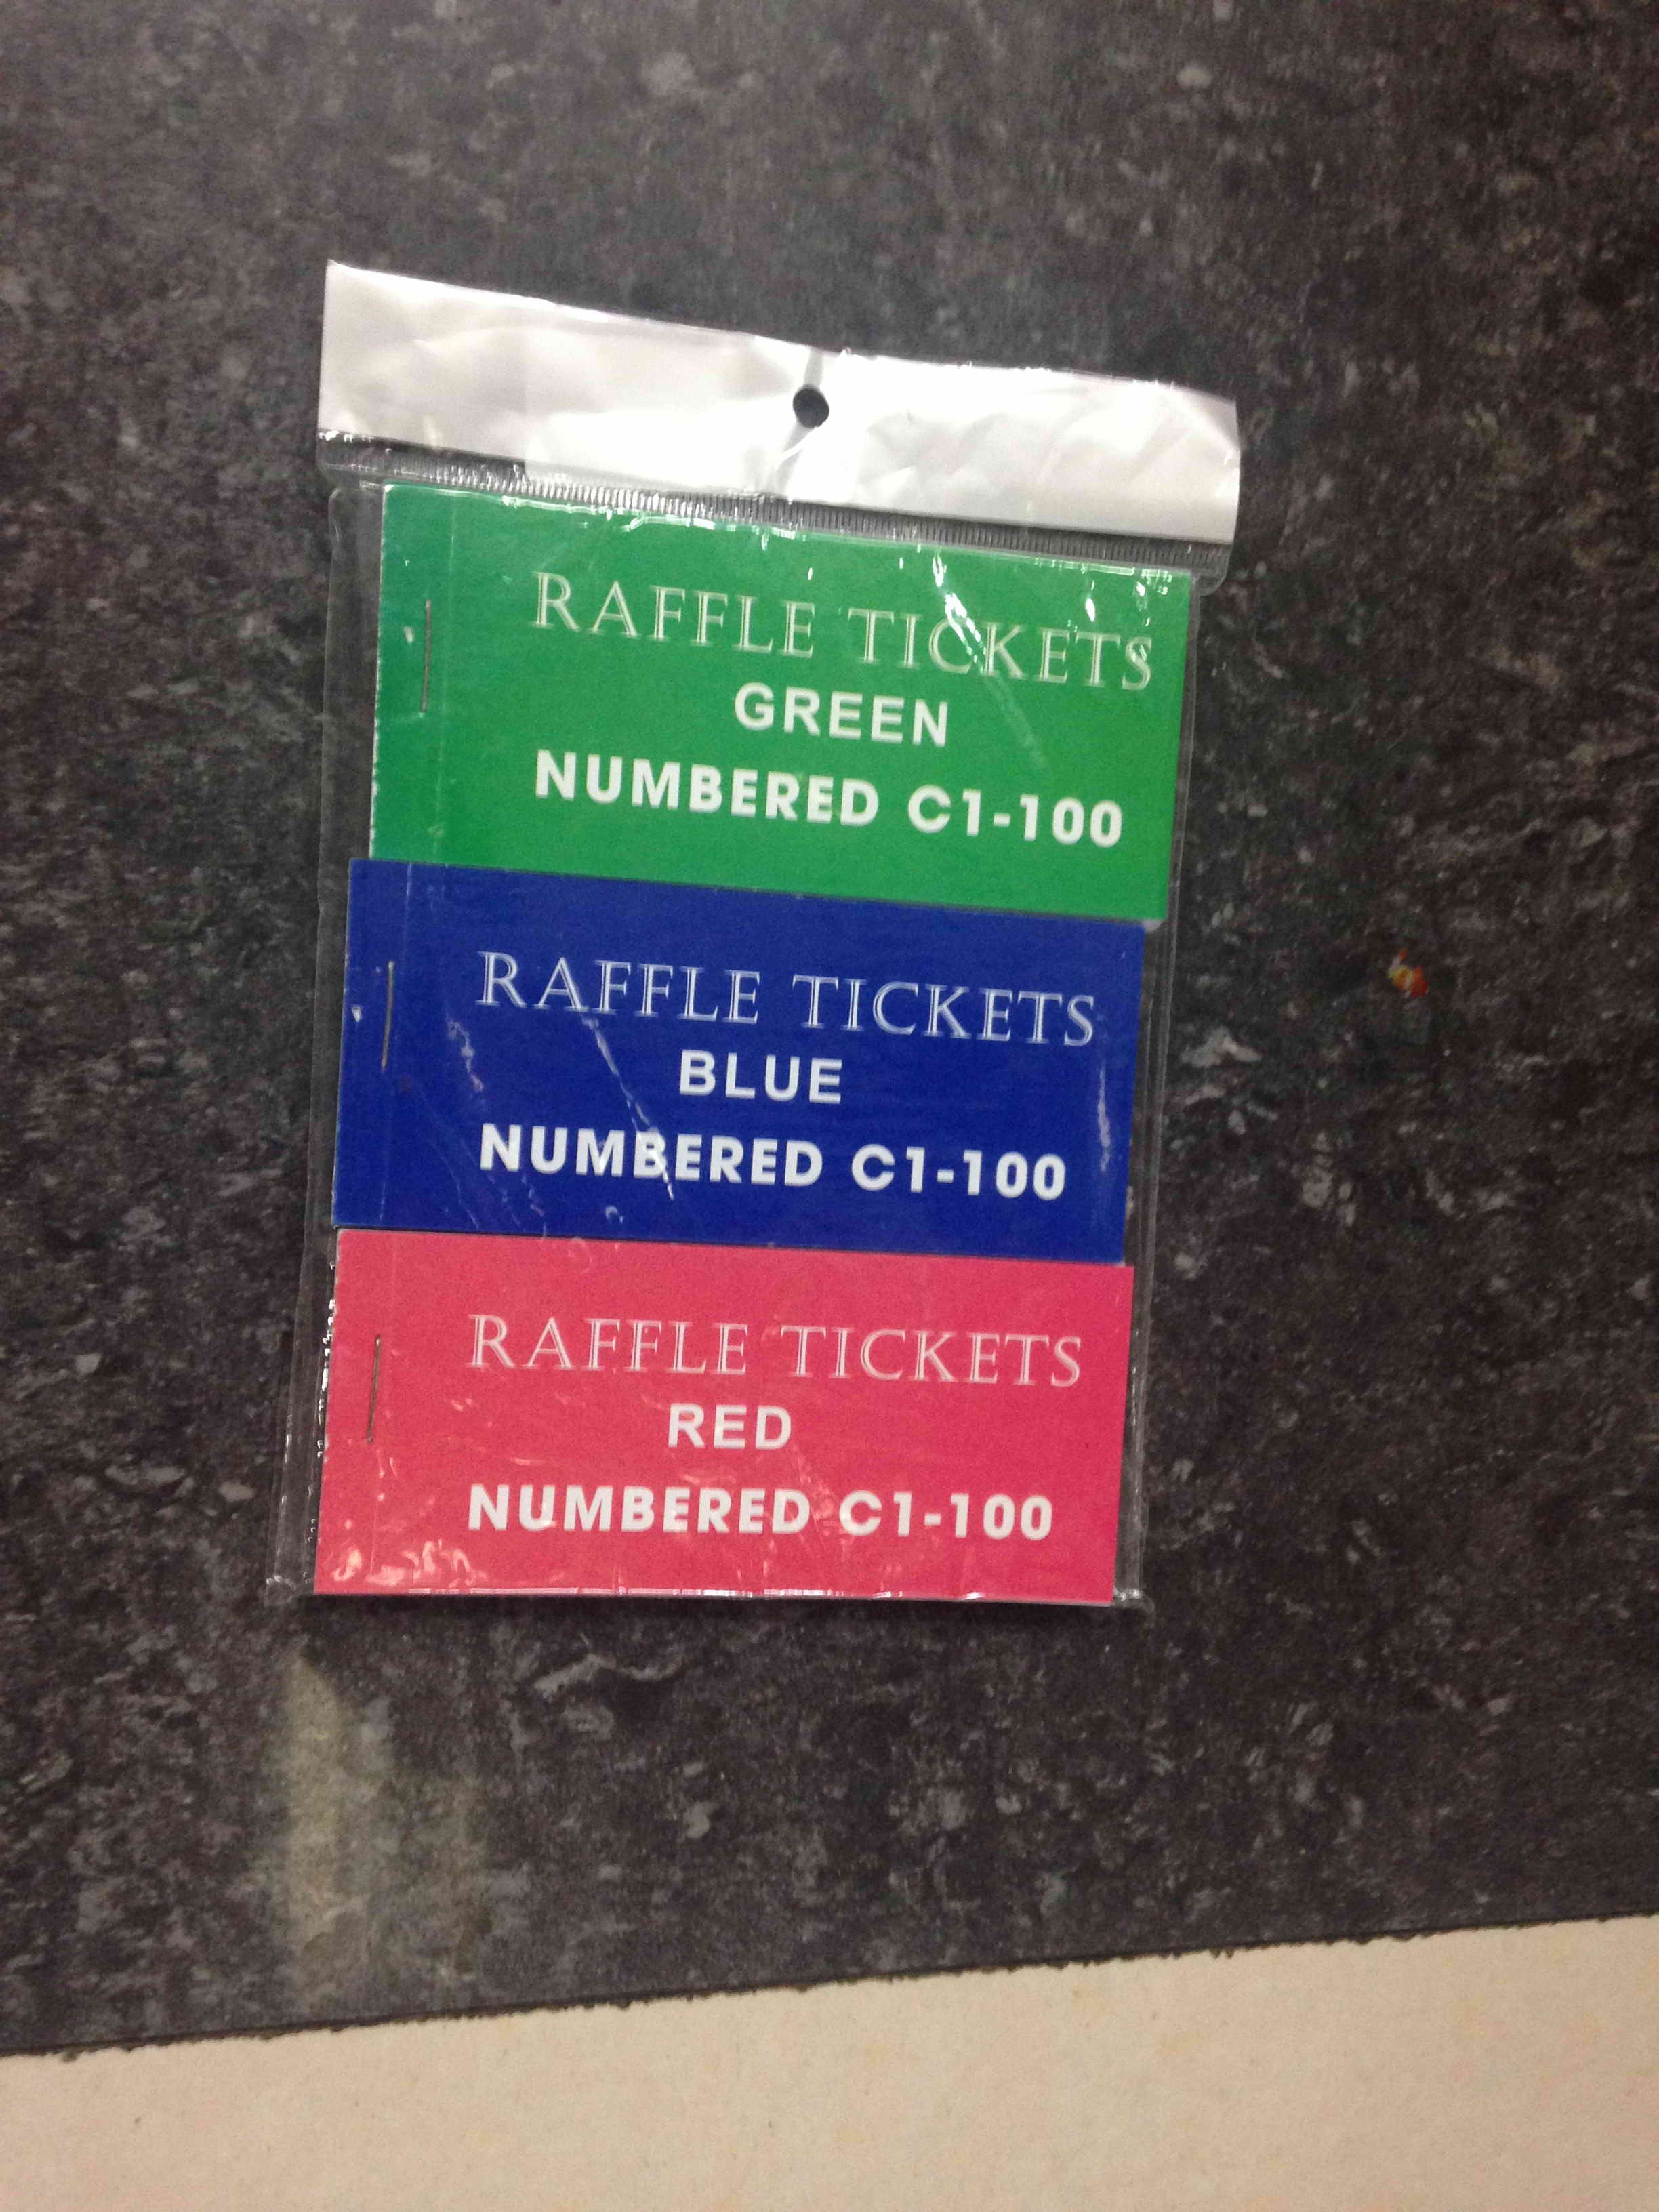 RAFFLE TICKETS
GREEN
NUMBERED C1-100
RAFFLE TICKETS
BLUE
NUMBERED C1-100
RAFFLE TICKETS
RED
NUMBERED C1-100